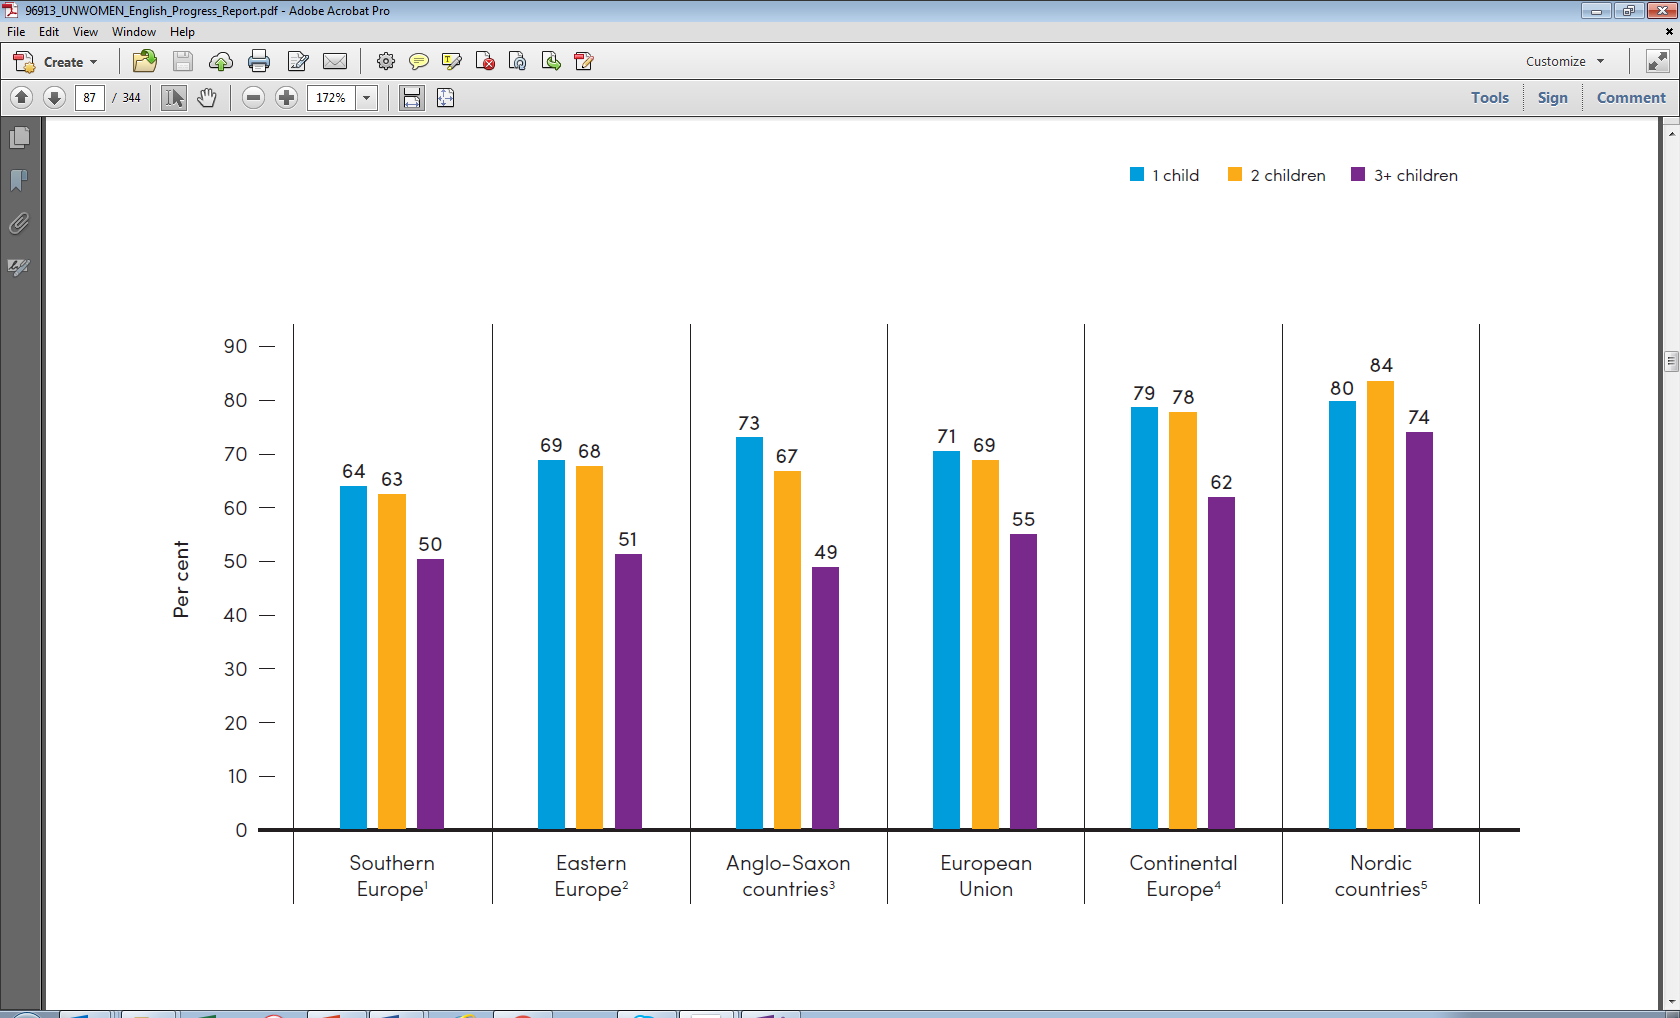 96913_UNWOMEN_English_Progress_Report.pdf - Adobe Acrobat Pro
File Edit View Window Help
Create Customize
87 / 344 172% Tools Sign Comment
1 child 2 children 3+ children
90
80
70
60
50
40
30
20
10
0
Per cent
64 63 50
69 68 51
73 67 49
71 69 55
79 78 62
80 84 74
Southern
Europe¹
Eastern
Europe²
Anglo-Saxon
countries³
European
Union
Continental
Europe⁴
Nordic
countries⁵